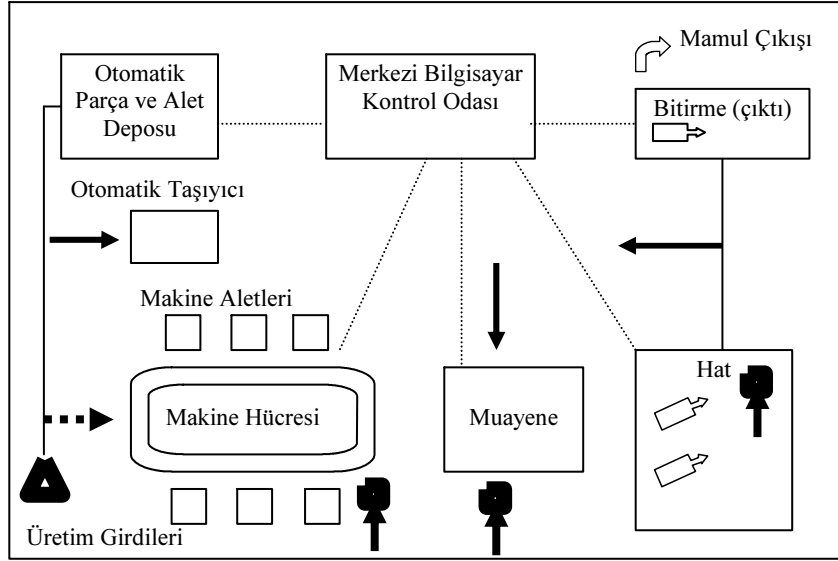 Mamul Çıkışı
Otomatik
Parça ve Alet
Deposu
Merkezi Bilgisayar
Kontrol Odası
Bitirme (çıktı)
Otomatik Taşıyıcı
Makine Aletleri
Makine Hücresi
Muayene
Hat
Üretim Girdileri